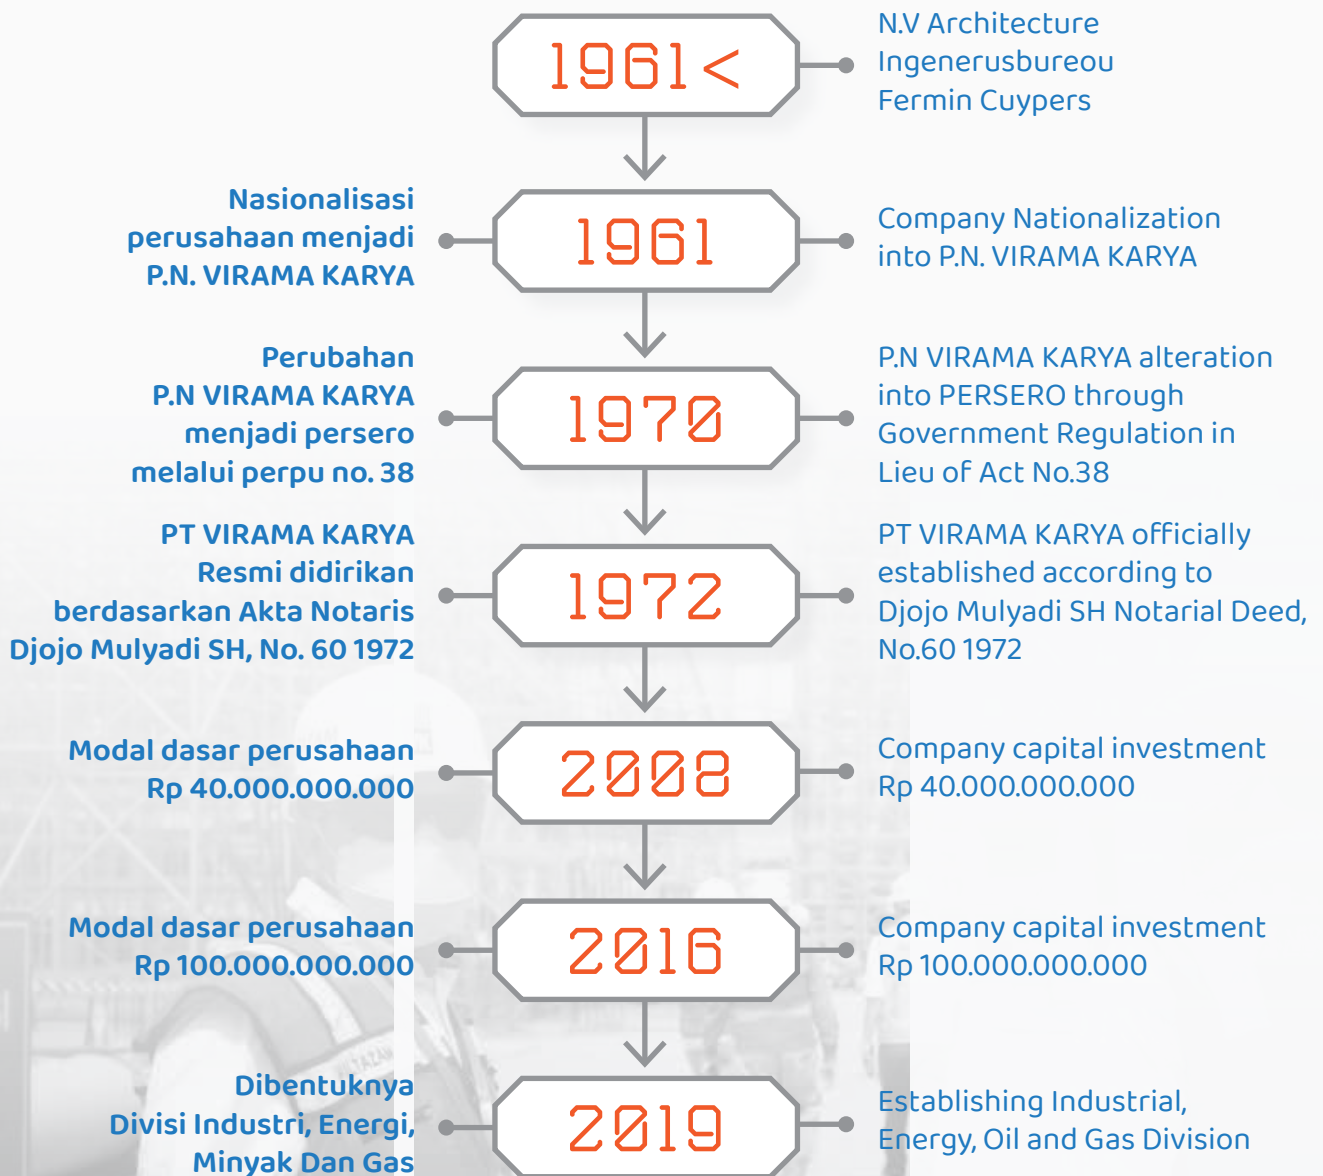 1961<
N.V Architecture
Ingenerusbureou
Fermin Cuypers
Nasionalisasi
perusahaan menjadi
P.N. VIRAMA KARYA
1961
Company Nationalization
into P.N. VIRAMA KARYA
Perubahan
P.N VIRAMA KARYA
menjadi persero
melalui perpu no. 38
1970
P.N VIRAMA KARYA alteration
into PERSERO through
Government Regulation in
Lieu of Act No.38
PT VIRAMA KARYA
Resmi didirikan
berdasarkan Akta Notaris
Djojo Mulyadi SH, No. 60 1972
1972
PT VIRAMA KARYA officially
established according to
Djojo Mulyadi SH Notarial Deed,
No.60 1972
Modal dasar perusahaan
Rp 40.000.000.000
2008
Company capital investment
Rp 40.000.000.000
Modal dasar perusahaan
Rp 100.000.000.000
2016
Company capital investment
Rp 100.000.000.000
Dibentuknya
Divisi Industri, Energi,
Minyak Dan Gas
2019
Establishing Industrial,
Energy, Oil and Gas Division